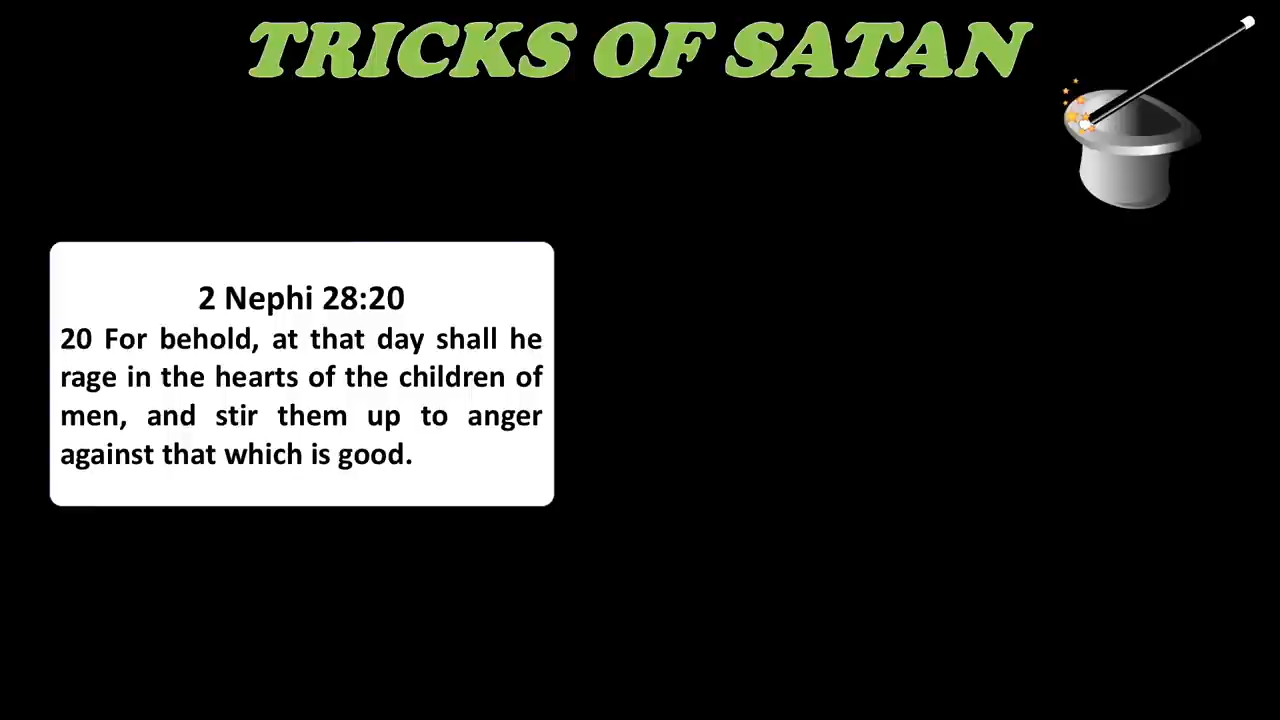 TRICKS OF SATAN
2 Nephi 28:20
20 For behold, at that day shall he
rage in the hearts of the children of
men, and stir them up to anger
against that which is good.